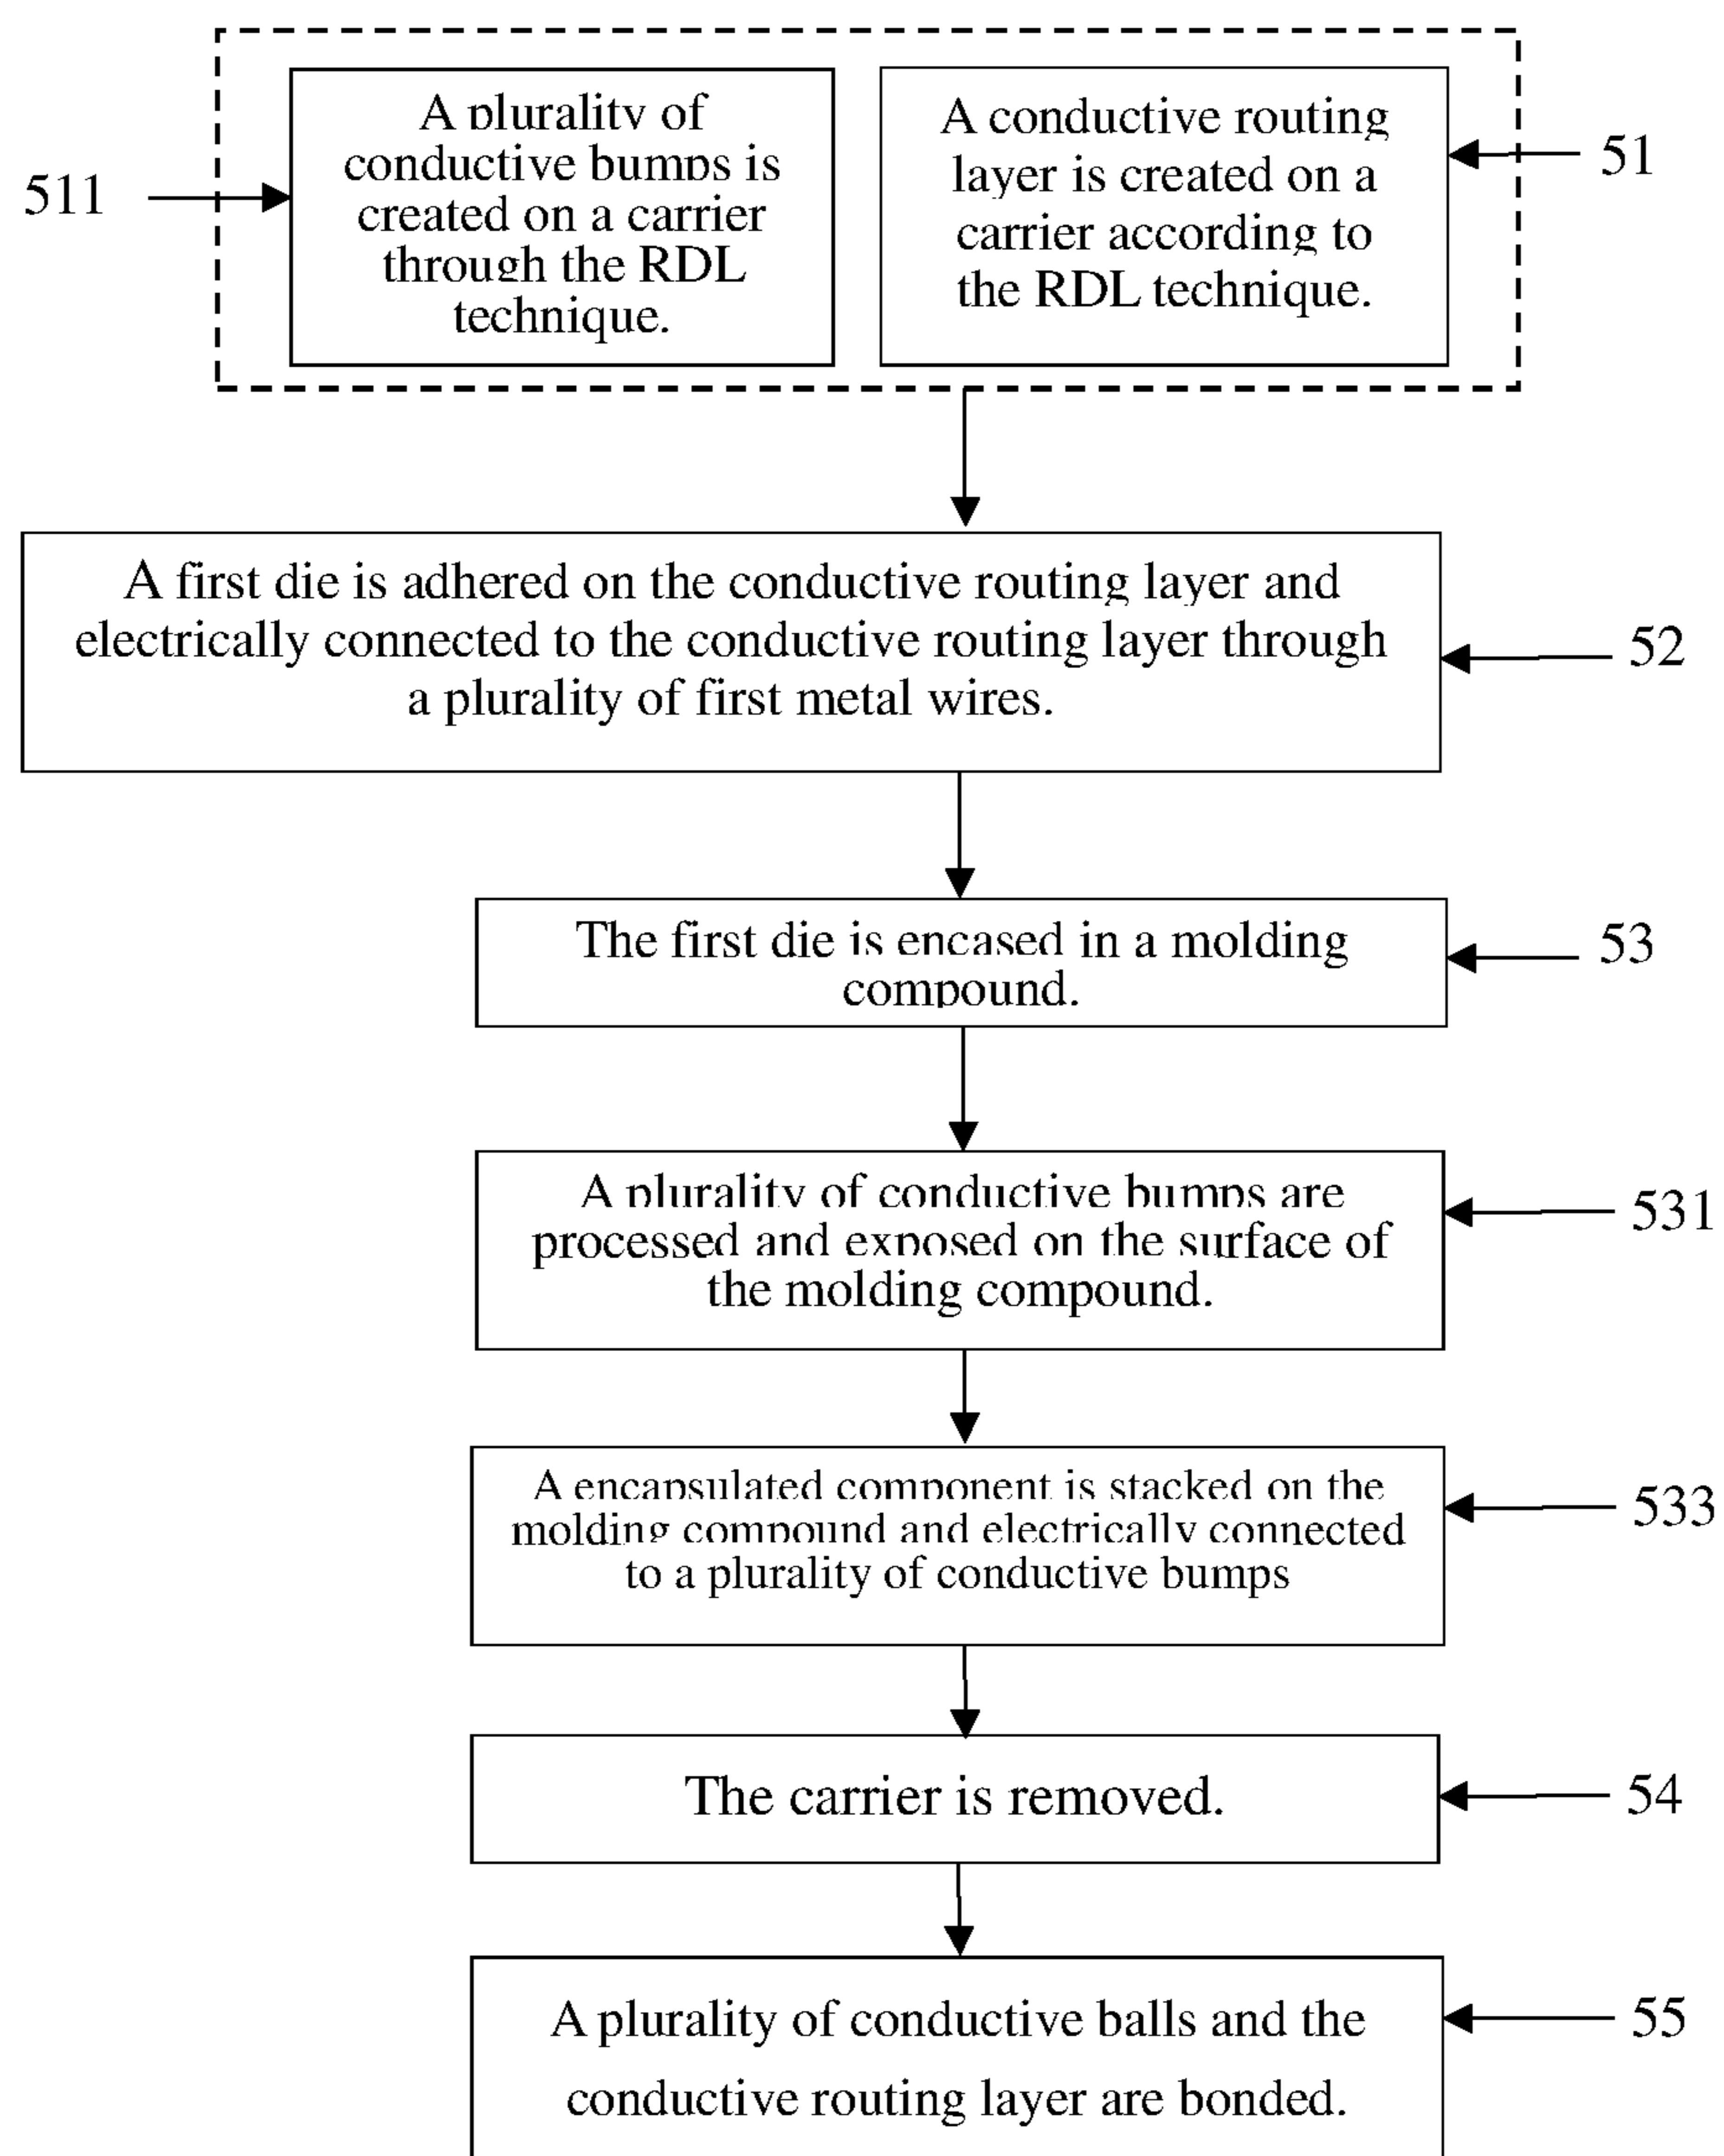 511
A plurality of
conductive bumps is
created on a carrier
through the RDL
technique.
A conductive routing
layer is created on a
carrier according to
the RDL technique.
51
A first die is adhered on the conductive routing layer and
electrically connected to the conductive routing layer through
a plurality of first metal wires.
52
The first die is encased in a molding
compound.
53
A plurality of conductive bumps are
processed and exposed on the surface of
the molding compound.
531
A encapsulated component is stacked on the
molding compound and electrically connected
to a plurality of conductive bumps
533
The carrier is removed.
54
A plurality of conductive balls and the
conductive routing layer are bonded.
55